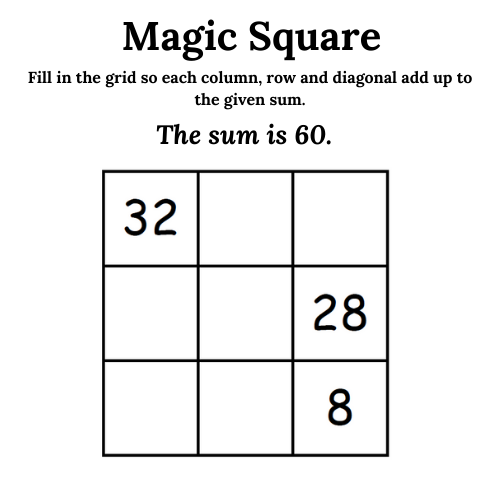 Magic Square
Fill in the grid so each column, row and diagonal add up to
the given sum.
The sum is 60.
32
28
8